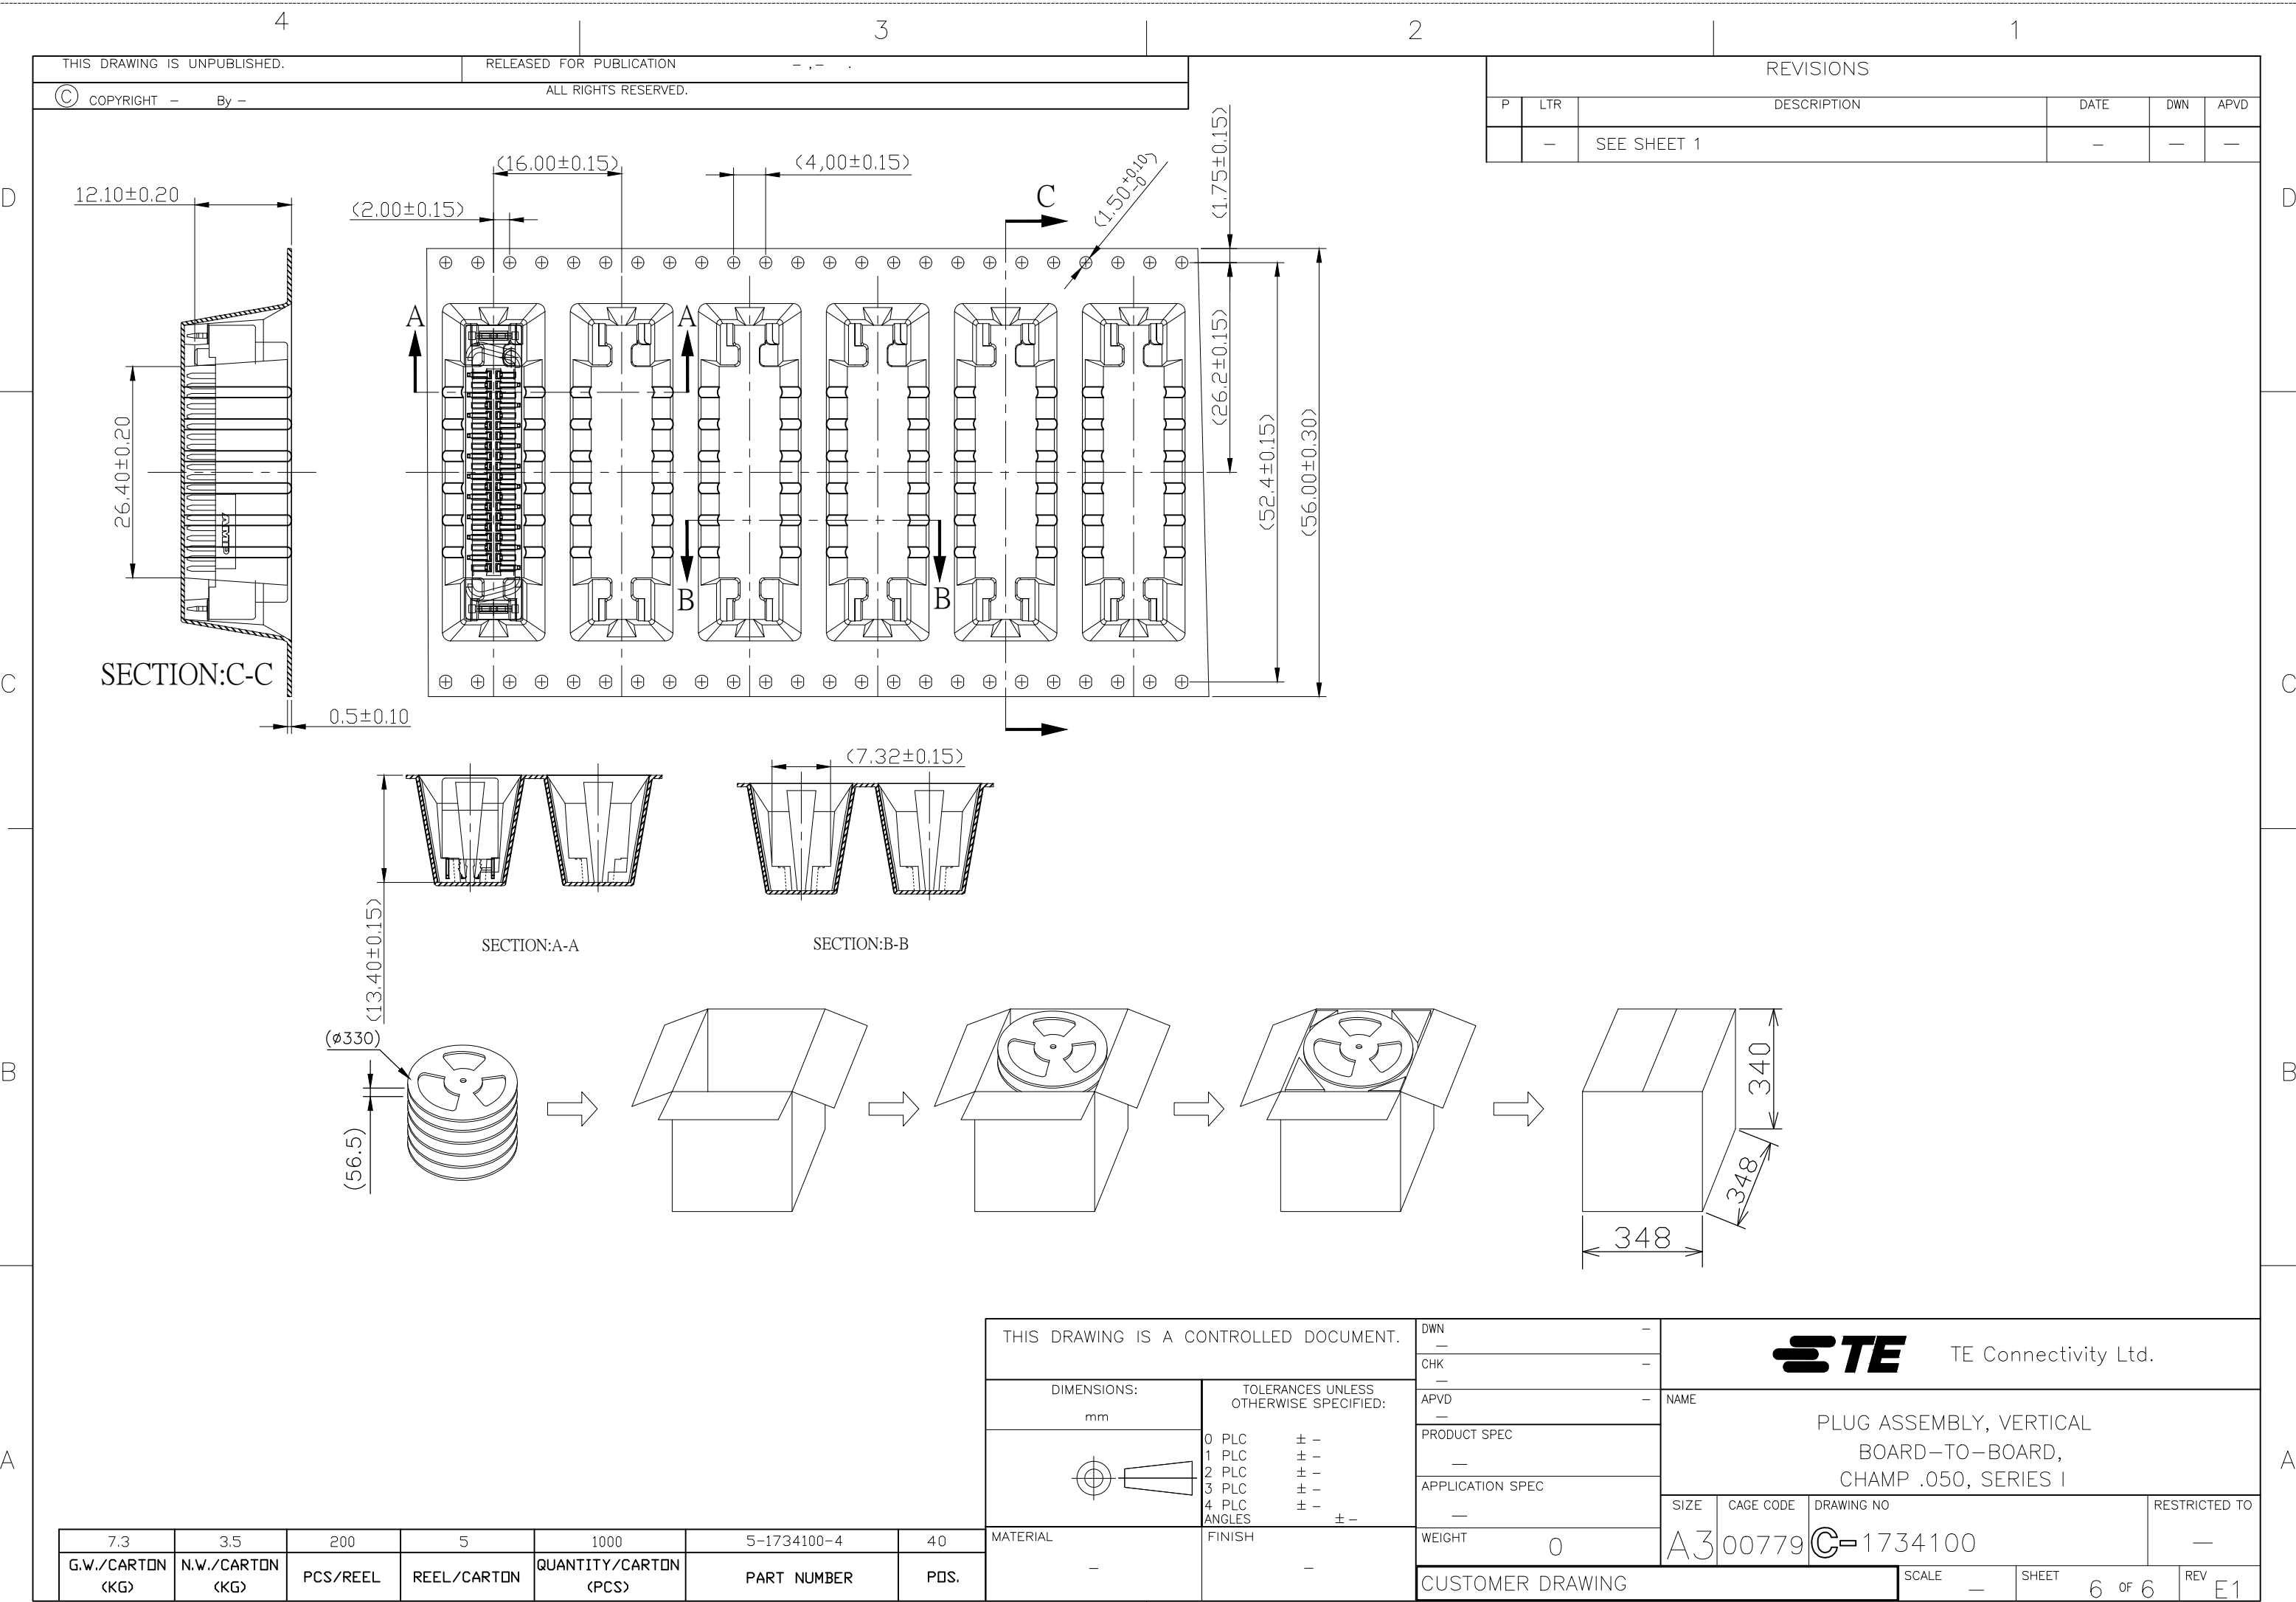 4
3
2
1
THIS DRAWING IS UNPUBLISHED.
RELEASED FOR PUBLICATION
– ,– .
© COPYRIGHT – By –
ALL RIGHTS RESERVED.
REVISIONS
P LTR DESCRIPTION DATE DWN APVD
– SEE SHEET 1 – – –
D
D
12.10±0.20
(2.00±0.15)
(16.00±0.15)
(4,00±0.15)
C
(1.50+0.10 -0)
(1.75±0.15)
A
A
26.40±0.20
AMP
(26.2±0.15)
(52.4±0.15)
(56.00±0.30)
B
B
SECTION:C-C
0.5±0.10
C
C
(7.32±0.15)
(13.40±0.15)
SECTION:A-A
SECTION:B-B
(ø330)
(56.5)
B
B
340
348
348
A
A
7.3 3.5 200 5 1000 5-1734100-4 40
G.W./CARTON (KG) N.W./CARTON (KG) PCS/REEL REEL/CARTON QUANTITY/CARTON (PCS) PART NUMBER POS.
THIS DRAWING IS A CONTROLLED DOCUMENT.
DIMENSIONS:
mm
TOLERANCES UNLESS
OTHERWISE SPECIFIED:
0 PLC ± –
1 PLC ± –
2 PLC ± –
3 PLC ± –
4 PLC ± –
ANGLES ± –
MATERIAL
–
FINISH
–
DWN –
–
CHK –
–
APVD –
–
PRODUCT SPEC
–
APPLICATION SPEC
–
WEIGHT 0
CUSTOMER DRAWING
TE
TE Connectivity Ltd.
NAME
PLUG ASSEMBLY, VERTICAL
BOARD–TO–BOARD,
CHAMP .050, SERIES I
SIZE CAGE CODE DRAWING NO RESTRICTED TO
A3 00779 C–1734100 –
SCALE – SHEET 6 OF 6 REV E1